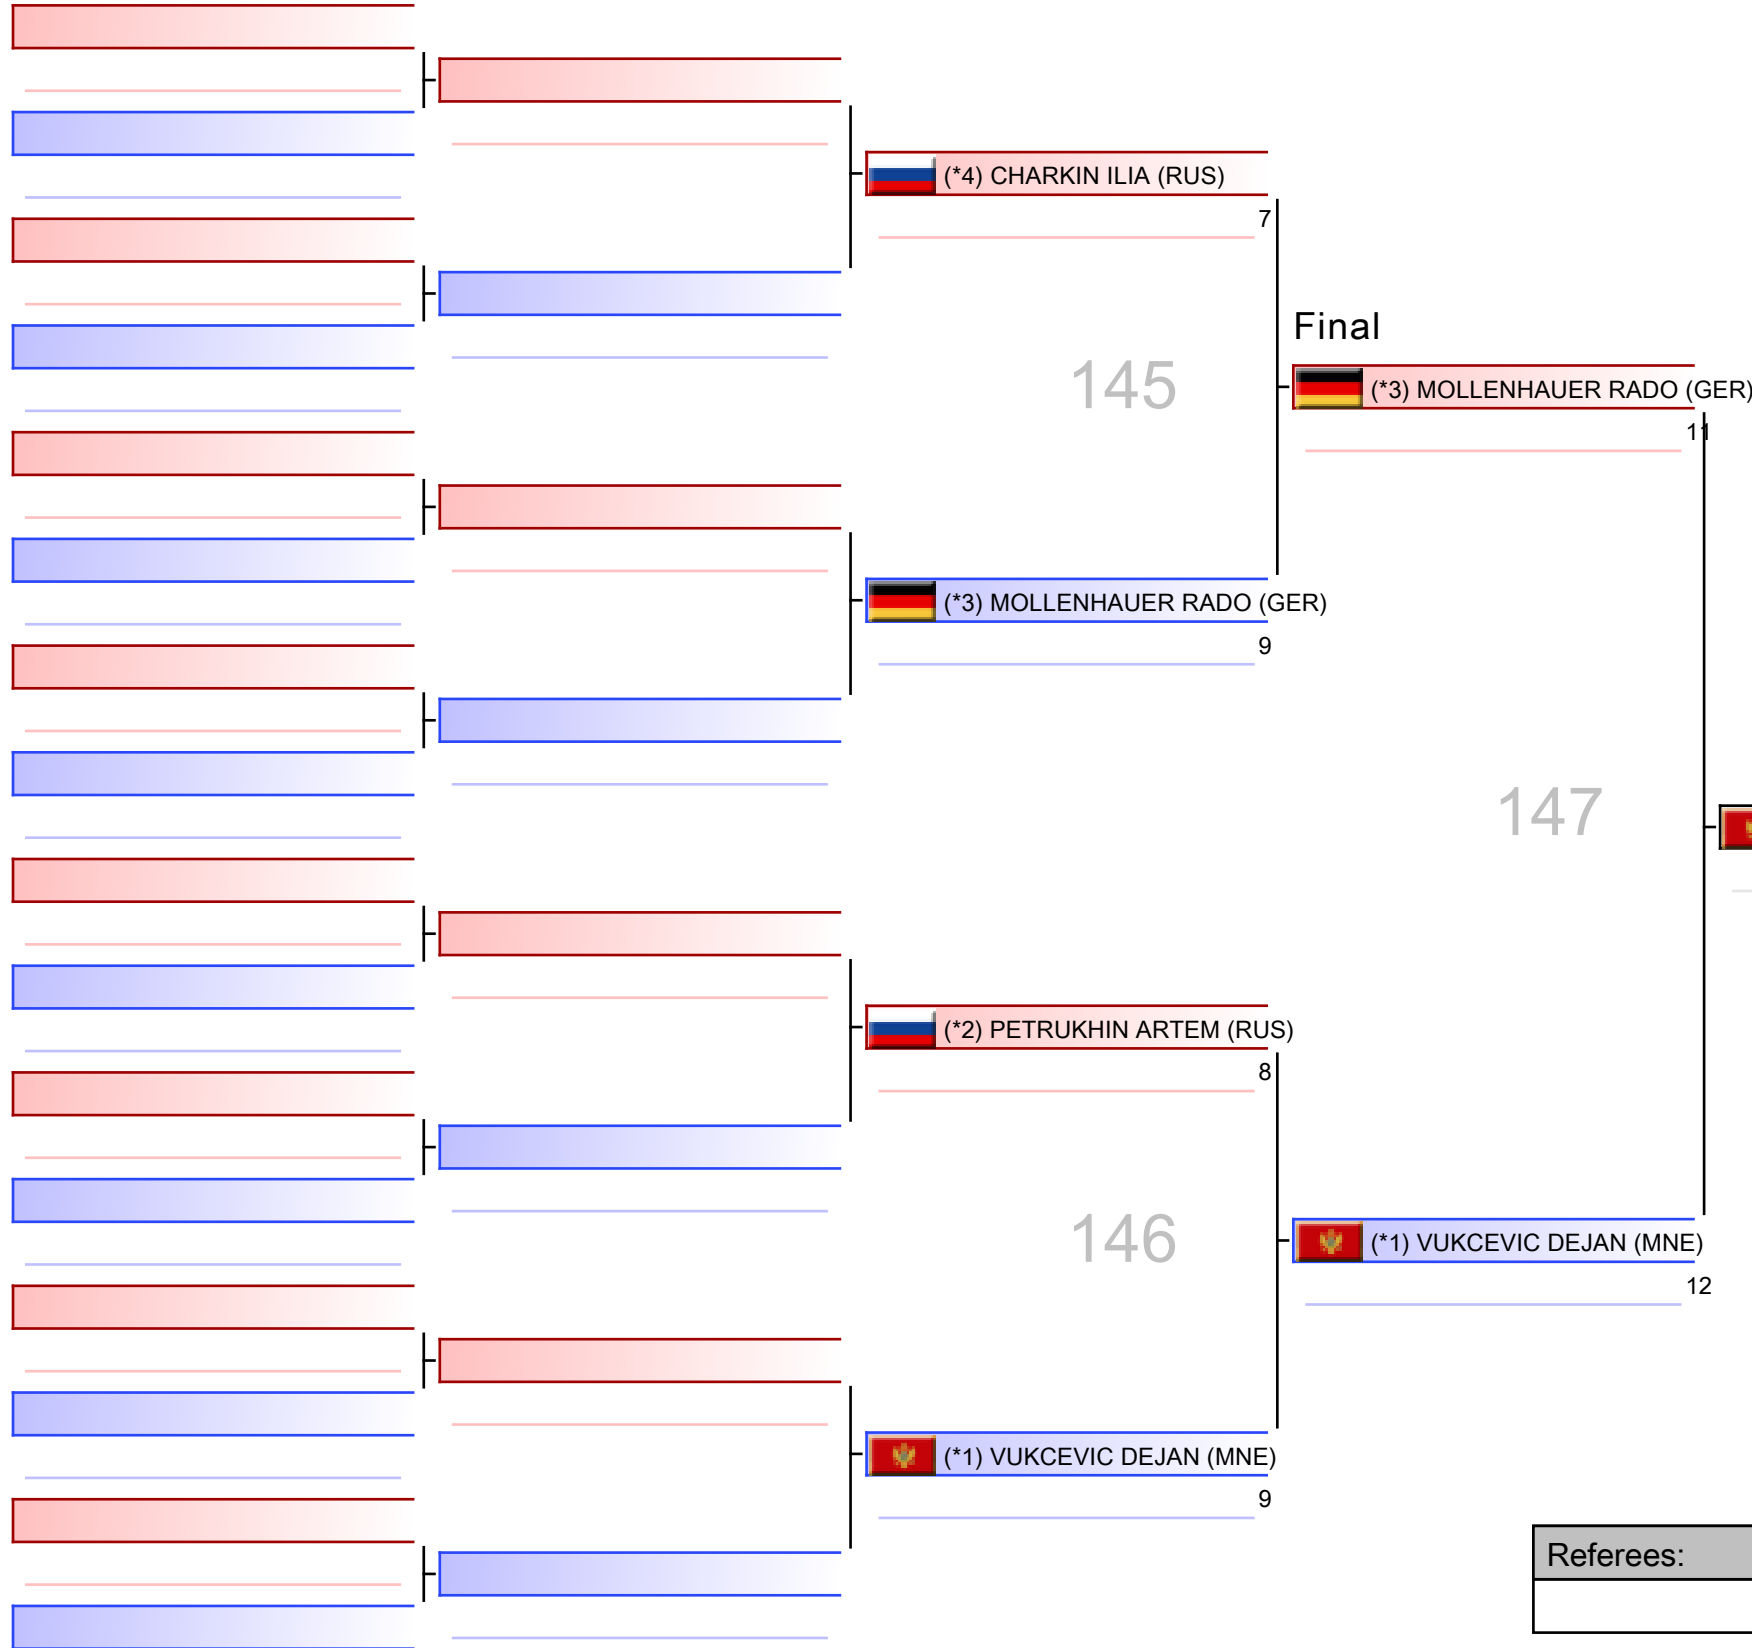 (*4) CHARKIN ILIA (RUS)
7
Final
145
(*3) MOLLENHAUER RADO (GER)
11
(*3) MOLLENHAUER RADO (GER)
9
147
(*2) PETRUKHIN ARTEM (RUS)
8
146
(*1) VUKCEVIC DEJAN (MNE)
12
(*1) VUKCEVIC DEJAN (MNE)
9
Referees: